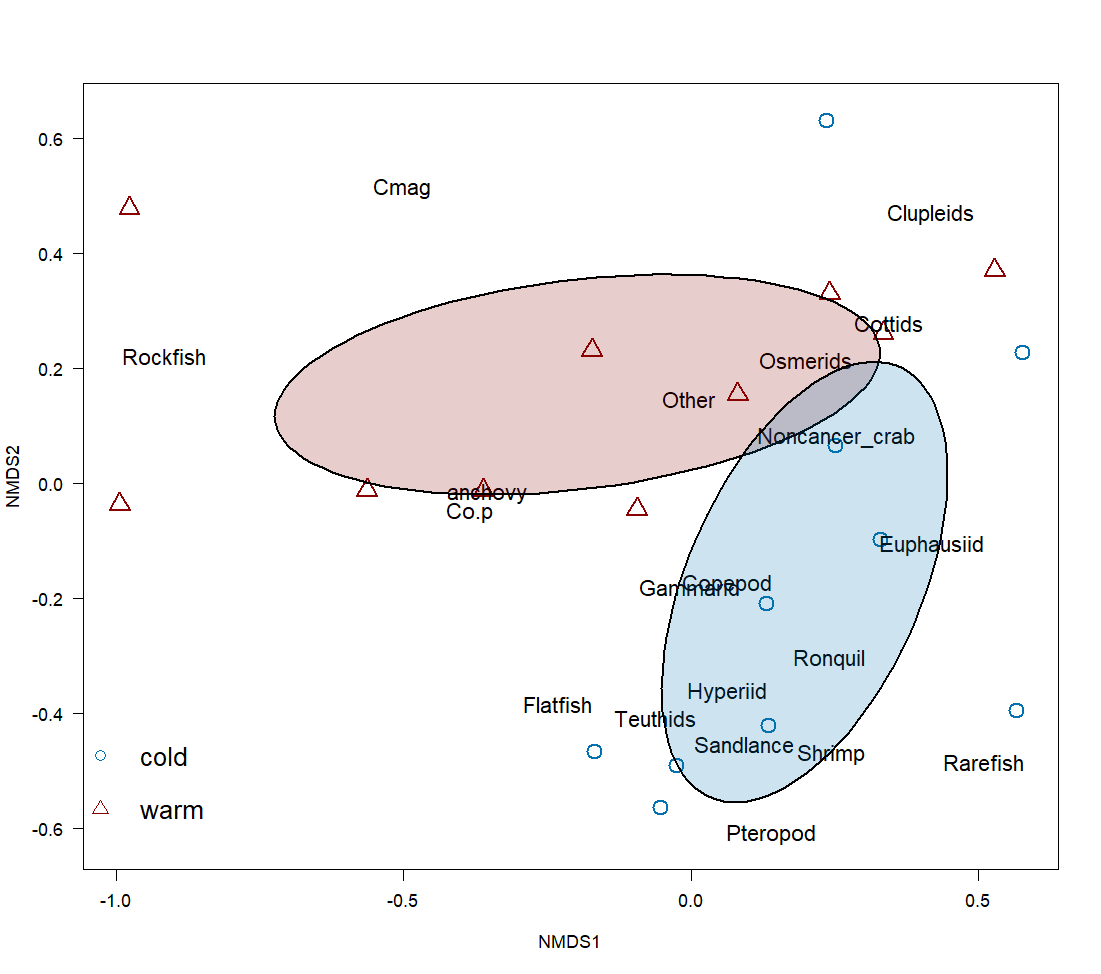 0.6
Cmag
Clupleids
0.4
Cottids
Rockfish
Osmerids
0.2
Other
Noncancer_crab
NMDS2
0.0
anchovy
Co.p
Euphausiid
Copepod
Gammarid
-0.2
Ronquil
Hyperiid
Flatfish
-0.4
Teuthids
Sandlance
Shrimp
cold
Rarefish
warm
-0.6
Pteropod
-1.0
-0.5
0.0
0.5
NMDS1